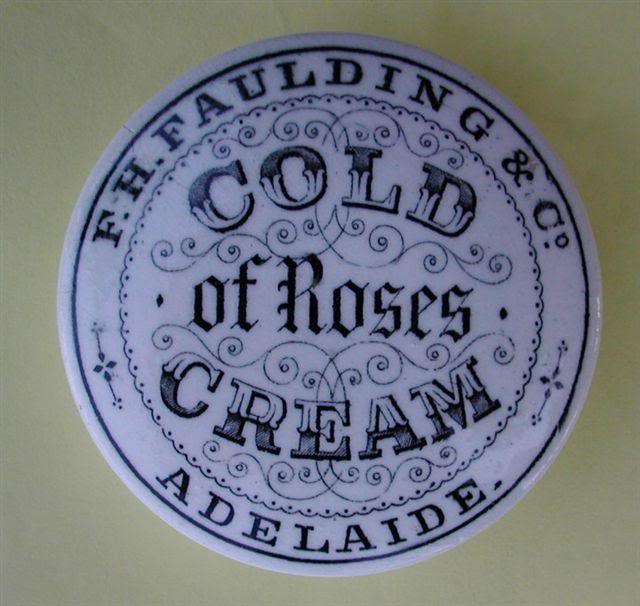 F. H. FAULDING & Co.
COLD
of Roses
CREAM
ADELAIDE.